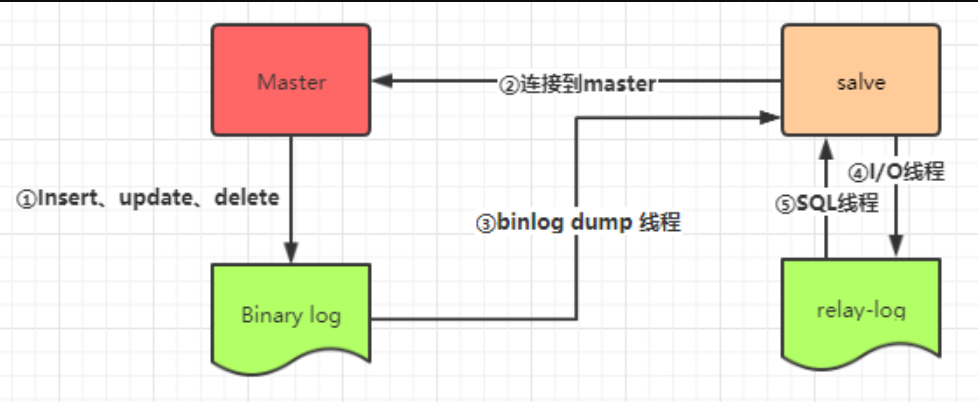 Master
②连接到master
salve
①Insert、update、delete
④I/O线程
⑤SQL线程
③binlog dump 线程
Binary log
relay-log